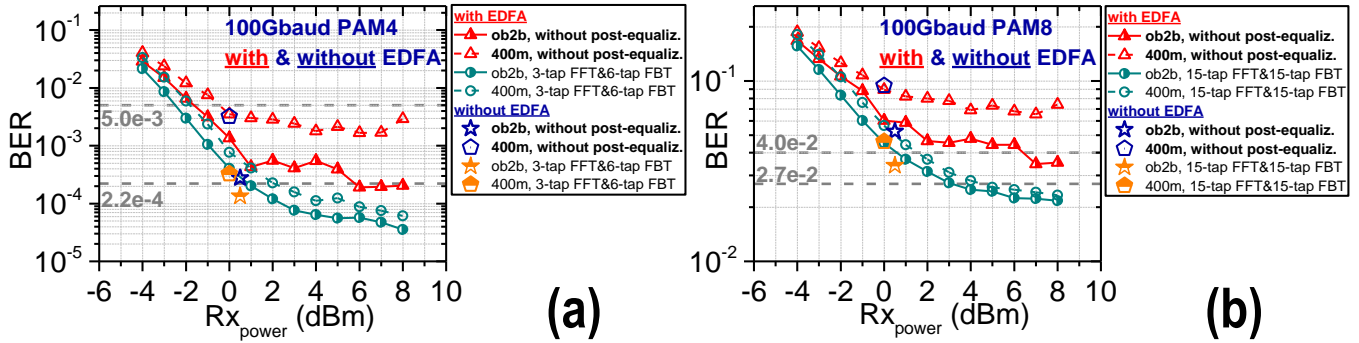 100Gbaud PAM4
with & without EDFA
10-1
10-2
10-3
10-4
10-5
BER
5.0e-3
2.2e-4
-6 -4 -2 0 2 4 6 8 10
Rxpower (dBm)
with EDFA
ob2b, without post-equaliz.
400m, without post-equaliz.
ob2b, 3-tap FFT&6-tap FBT
400m, 3-tap FFT&6-tap FBT
without EDFA
ob2b, without post-equaliz.
400m, without post-equaliz.
ob2b, 3-tap FFT&6-tap FBT
400m, 3-tap FFT&6-tap FBT
(a)
100Gbaud PAM8
with & without EDFA
10-1
10-2
BER
4.0e-2
2.7e-2
-6 -4 -2 0 2 4 6 8 10
Rxpower (dBm)
with EDFA
ob2b, without post-equaliz.
400m, without post-equaliz.
ob2b, 15-tap FFT&15-tap FBT
400m, 15-tap FFT&15-tap FBT
without EDFA
ob2b, without post-equaliz.
400m, without post-equaliz.
ob2b, 15-tap FFT&15-tap FBT
400m, 15-tap FFT&15-tap FBT
(b)